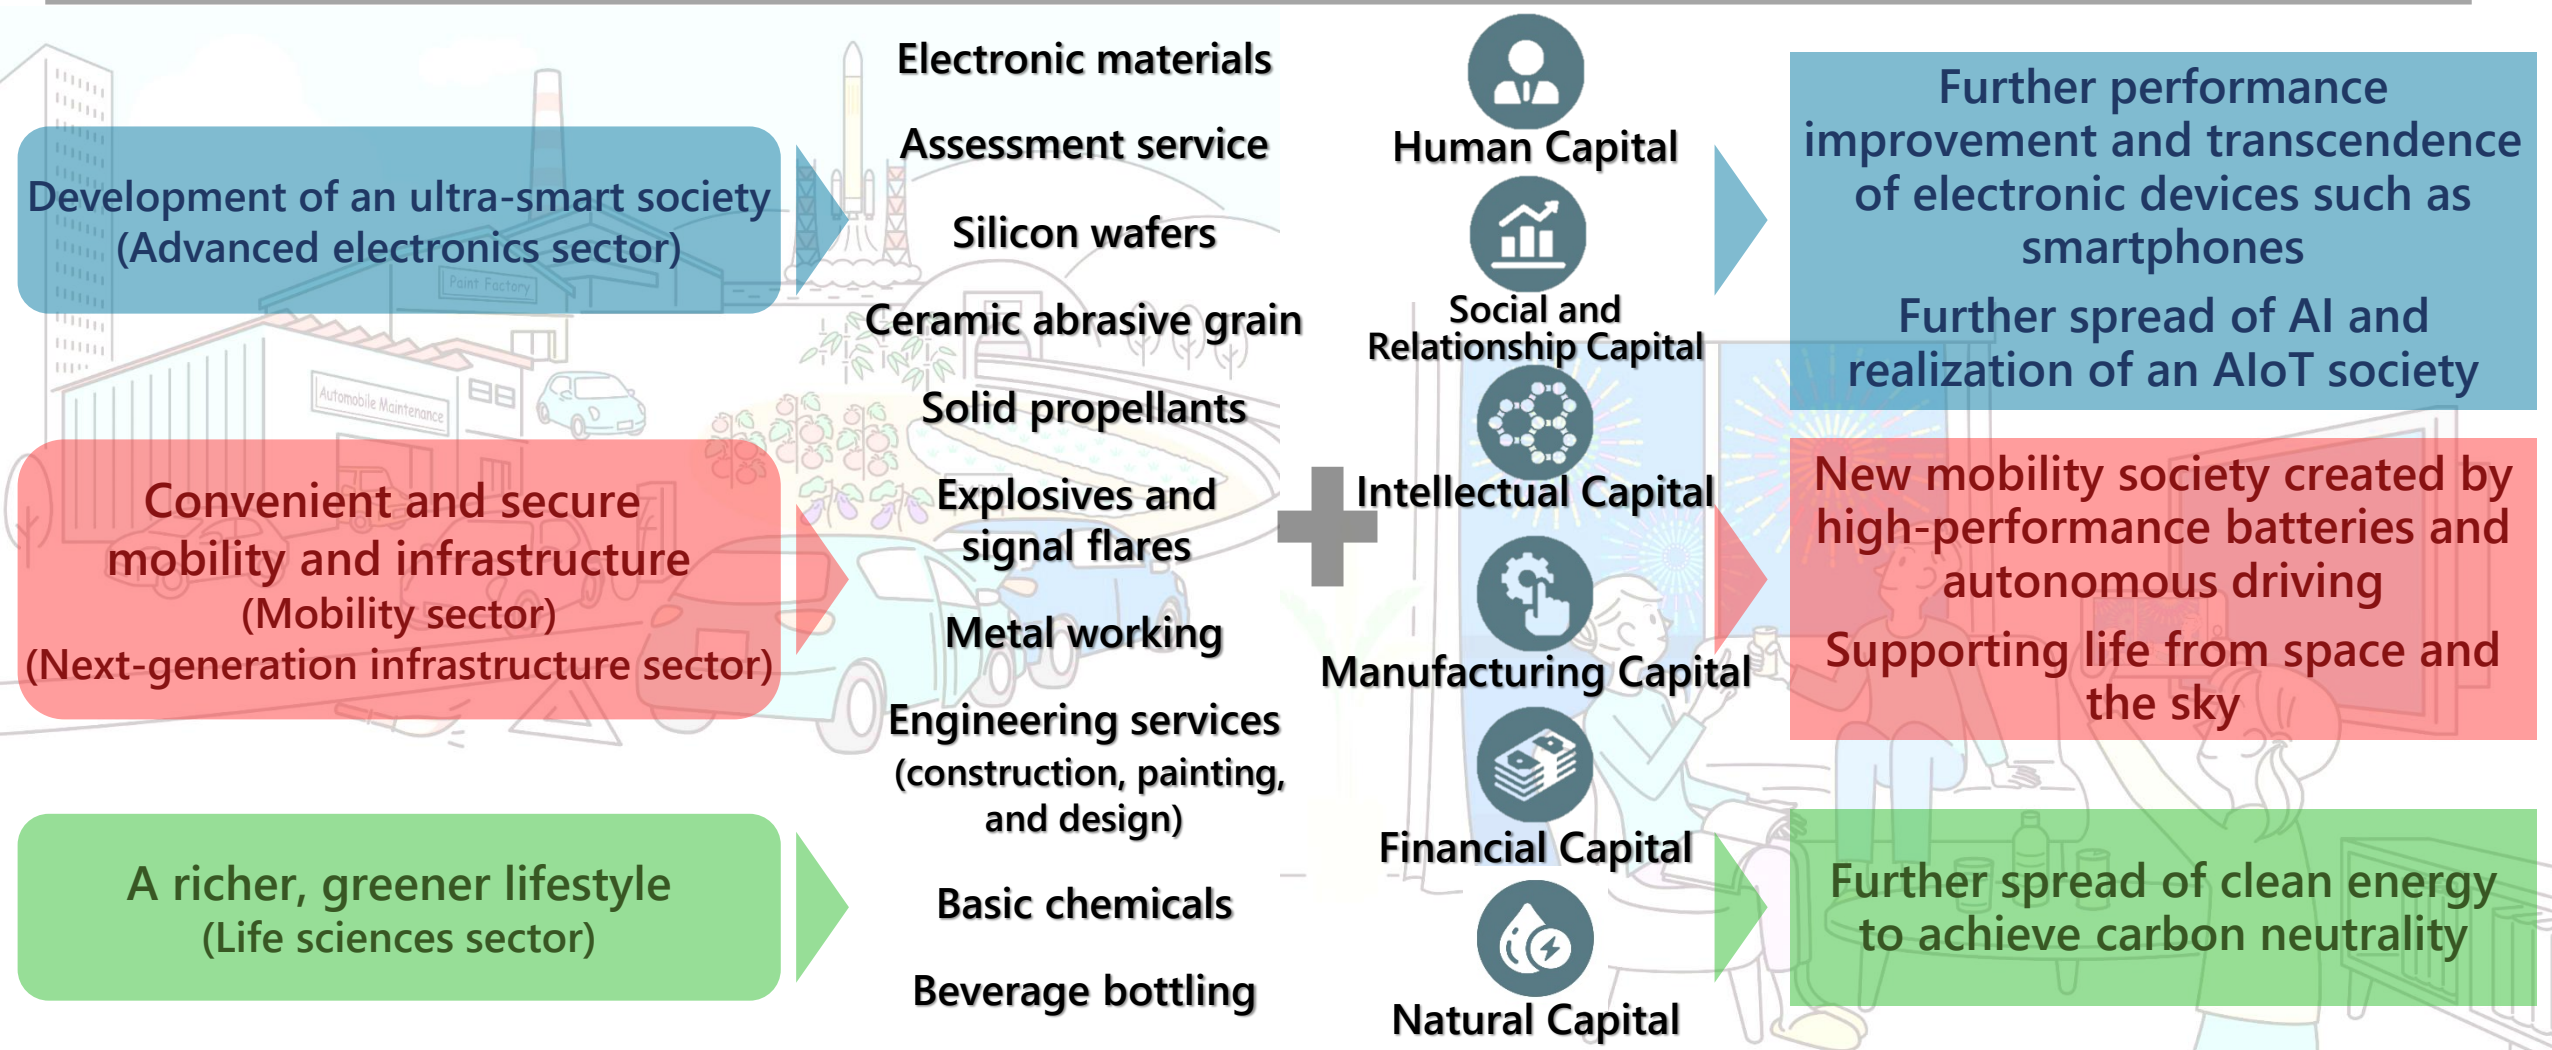 Development of an ultra-smart society
(Advanced electronics sector)
Convenient and secure
mobility and infrastructure
(Mobility sector)
(Next-generation infrastructure sector)
A richer, greener lifestyle
(Life sciences sector)
Paint Factory
Automobile Maintenance
Electronic materials
Assessment service
Silicon wafers
Ceramic abrasive grain
Solid propellants
Explosives and
signal flares
Metal working
Engineering services
(construction, painting,
and design)
Basic chemicals
Beverage bottling
Human Capital
Social and
Relationship Capital
Intellectual Capital
Manufacturing Capital
Financial Capital
Natural Capital
Further performance
improvement and transcendence
of electronic devices such as
smartphones
Further spread of AI and
realization of an AIoT society
New mobility society created by
high-performance batteries and
autonomous driving
Supporting life from space and
the sky
Further spread of clean energy
to achieve carbon neutrality